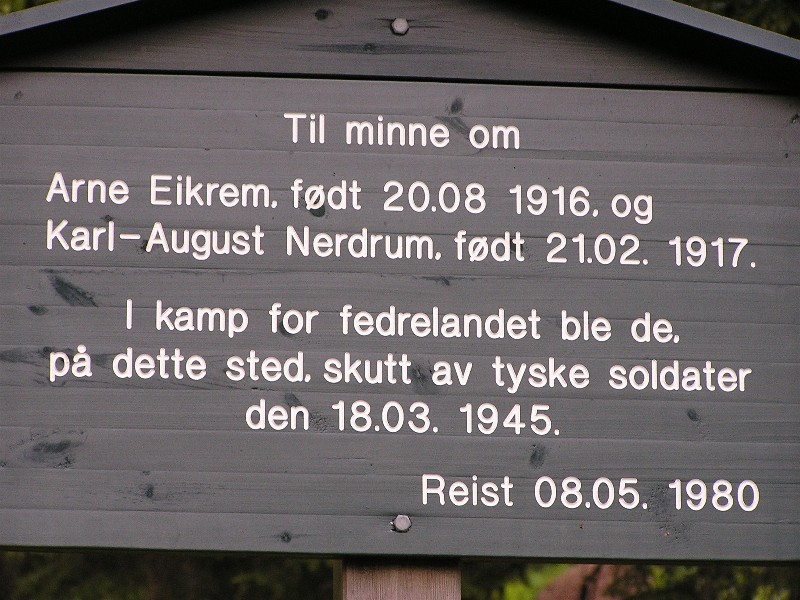 Til minne om
Arne Eikrem, født 20.08 1916, og
Karl-August Nerdrum, født 21.02. 1917.
I kamp for fedrelandet ble de,
på dette sted, skutt av tyske soldater
den 18.03. 1945.
Reist 08.05. 1980